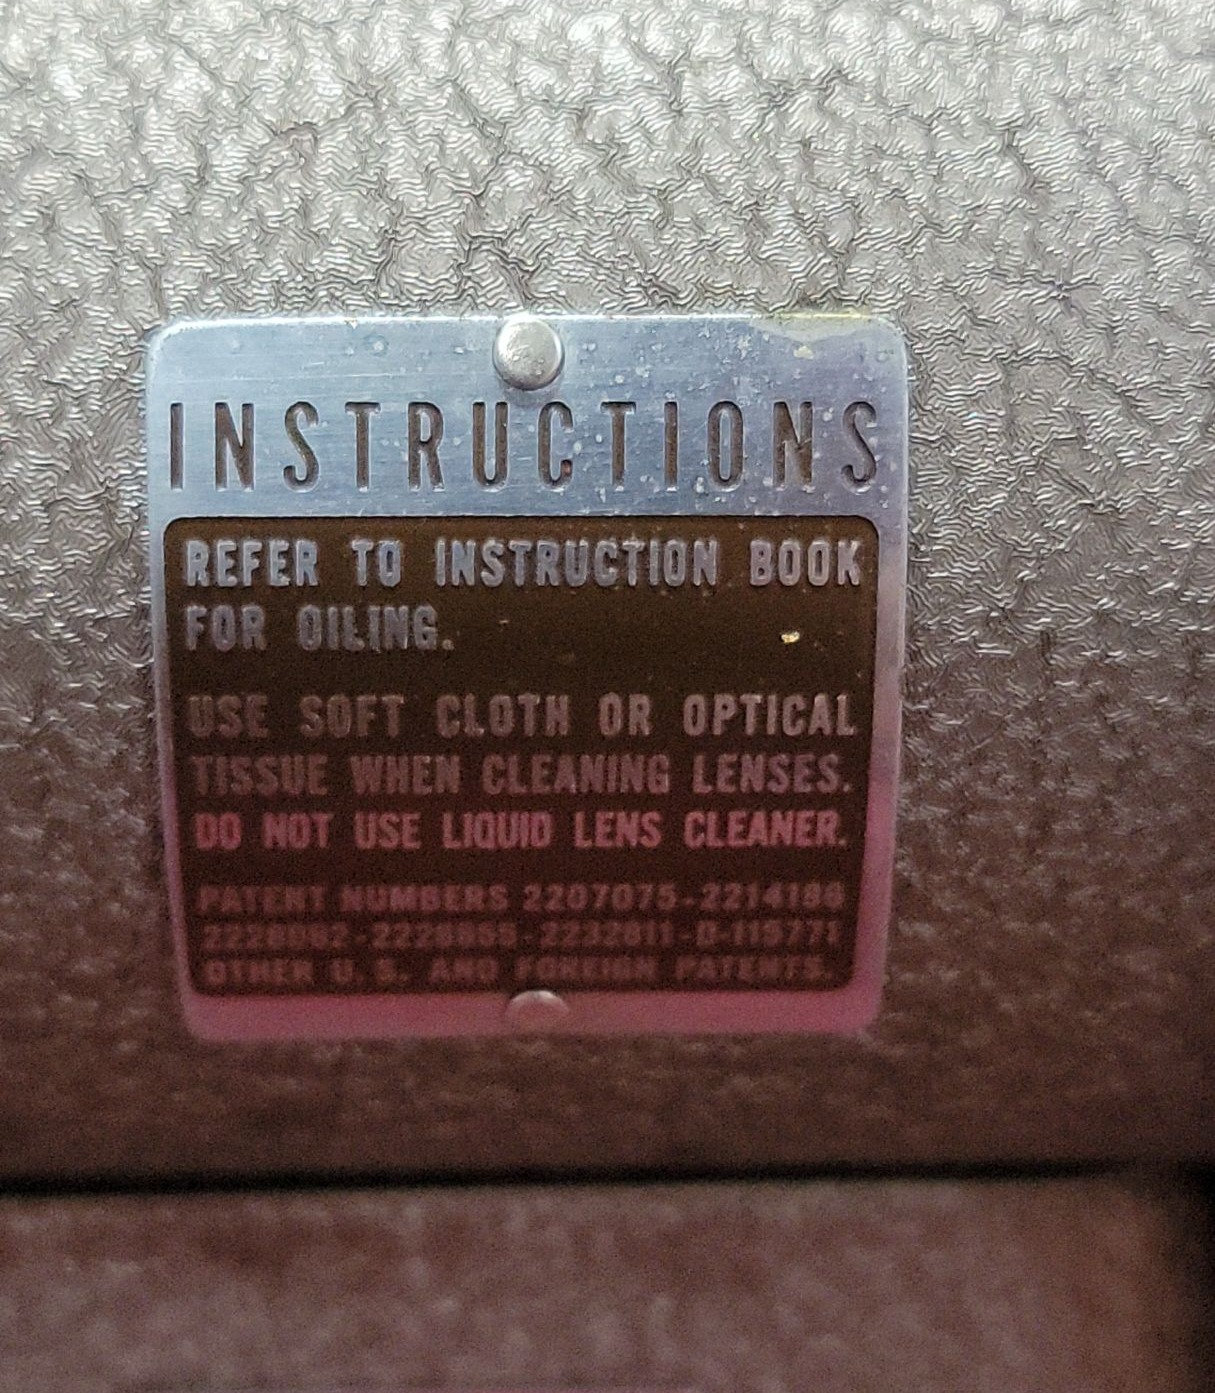 INSTRUCTIONS
REFER TO INSTRUCTION BOOK
FOR OILING.
USE SOFT CLOTH OR OPTICAL
TISSUE WHEN CLEANING LENSES.
DO NOT USE LIQUID LENS CLEANER.
PATENT NUMBERS 2207075-
OTHER U. S. AND FOREIGN PATENTS.